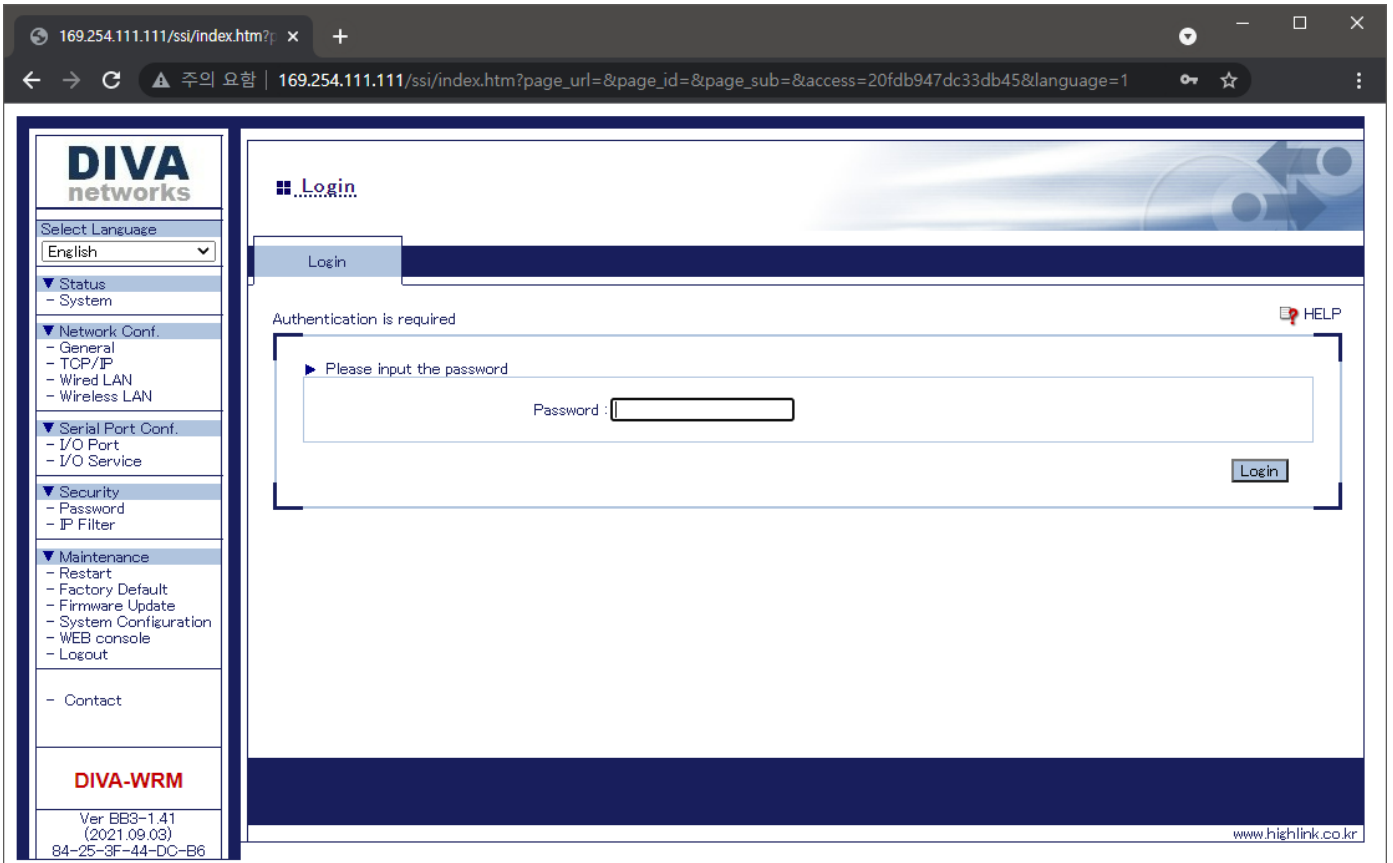 169.254.111.111/ssi/index.htm?p
주의 요함 | 169.254.111.111/ssi/index.htm?page_url=&page_id=&page_sub=&access=20fdb947dc33db45&language=1
DIVA
networks
Select Language
English
▼ Status
- System
▼ Network Conf.
- General
- TCP/IP
- Wired LAN
- Wireless LAN
▼ Serial Port Conf.
- I/O Port
- I/O Service
▼ Security
- Password
- IP Filter
▼ Maintenance
- Restart
- Factory Default
- Firmware Update
- System Configuration
- WEB console
- Logout
- Contact
DIVA-WRM
Ver BB3-1.41
(2021.09.03)
84-25-3F-44-DC-B6
Login
Login
Authentication is required
HELP
▶ Please input the password
Password :
Login
www.highlink.co.kr